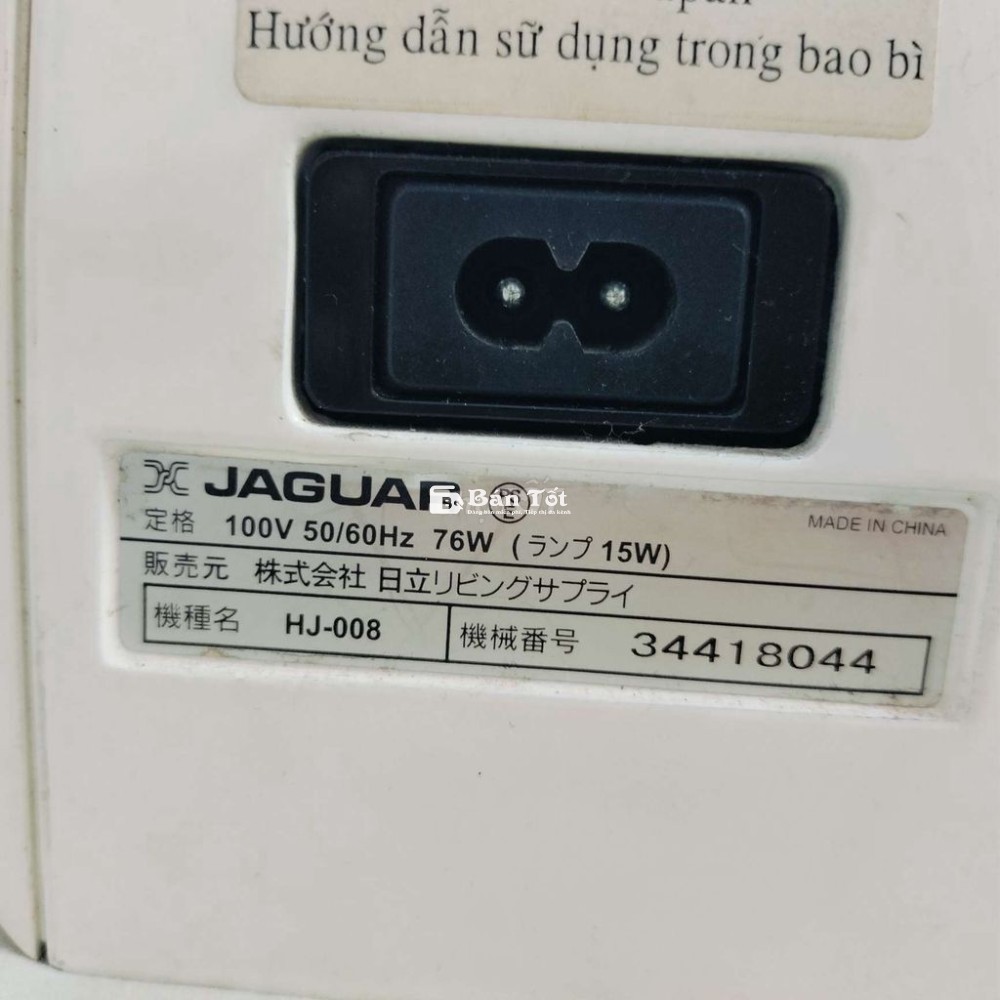 Hướng dẫn sữ dụng trong bao bì
JAGUAR
Bán Tốt
MADE IN CHINA
定格 100V 50/60Hz 76W (ランプ 15W)
販売元 株式会社 日立リビングサプライ
機種名 HJ-008 機械番号 34418044